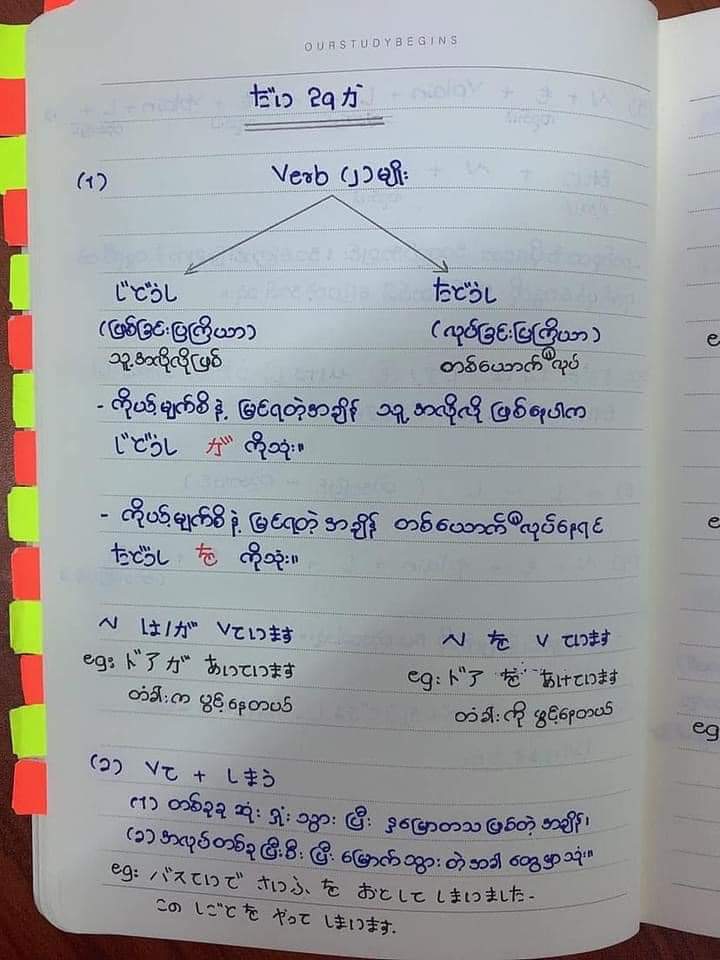 OURSTUDYBEGINS
だい 29 か
(၁) Verb (၂) မျိုး
じどうし たどうし
(ဖြစ်ခြင်းပြကြိယာ) (လုပ်ခြင်းပြကြိယာ)
သူ့အလိုလိုဖြစ် တစ်ယောက်ယောက်လုပ်
- ကိုယ့်မျက်စိနဲ့ မြင်ရတဲ့အချိန် သူ့အလိုလို ဖြစ်နေပါက
じどうし が ကိုသုံး။
- ကိုယ့်မျက်စိနဲ့ မြင်ရတဲ့ အချိန် တစ်ယောက်ယောက်လုပ်နေရင်
たどうし を ကိုသုံး။
N は/が Vています N を V ています
eg: ドアが あいています eg: ドア を あけています
တံခါးက ပွင့်နေတယ် တံခါးကို ဖွင့်နေတယ်
(၂) Vて + しまう
(၁) တစ်ခုခု ဆုံး ရှုံး သွား ပြီး နှမြောတသ ဖြစ်တဲ့ အချိန်၊
(၂) အလုပ်တစ်ခု ပြီးစီး ပြီး မြောက်သွား တဲ့ အခါ တွေမှာသုံး။
eg: バスていで さいふ を おとして しまいました.
この しごとを やって しまいます.
e
e
eg